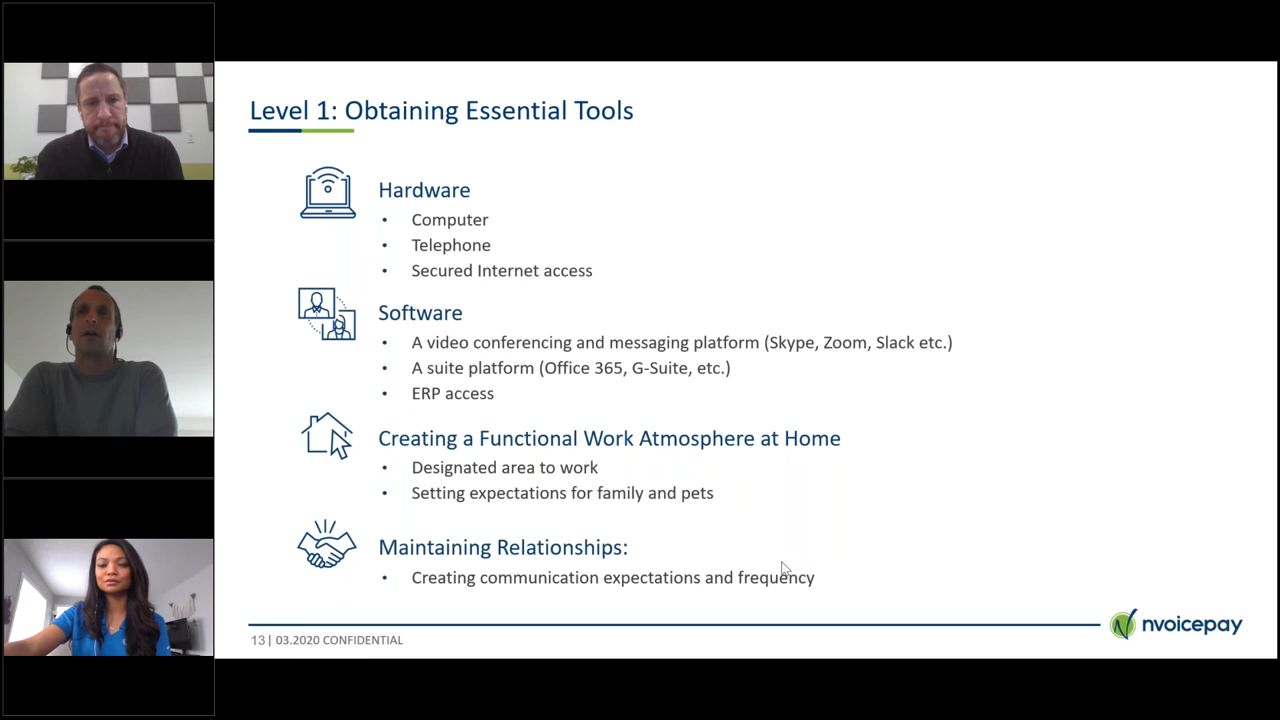 Level 1: Obtaining Essential Tools
Hardware
• Computer
• Telephone
• Secured Internet access
Software
• A video conferencing and messaging platform (Skype, Zoom, Slack etc.)
• A suite platform (Office 365, G-Suite, etc.)
• ERP access
Creating a Functional Work Atmosphere at Home
• Designated area to work
• Setting expectations for family and pets
Maintaining Relationships:
• Creating communication expectations and frequency
13| 03.2020 CONFIDENTIAL
nvoicepay